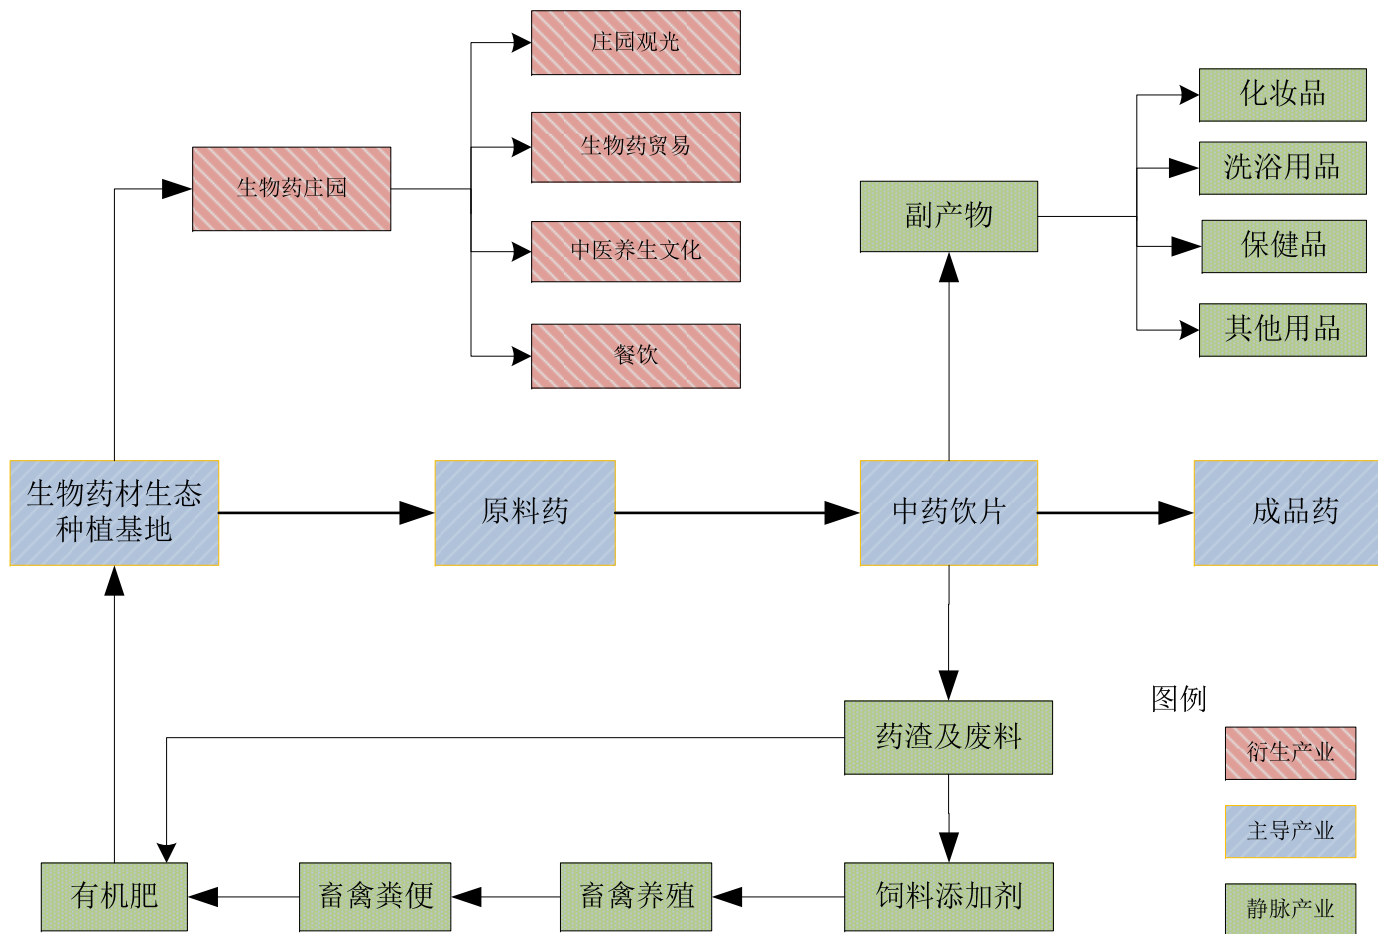 庄园观光
化妆品
生物药贸易
洗浴用品
生物药庄园
副产物
中医养生文化
保健品
其他用品
餐饮
生物药材生态
种植基地
原料药
中药饮片
成品药
图例
药渣及废料
衍生产业
主导产业
有机肥
畜禽粪便
畜禽养殖
饲料添加剂
静脉产业